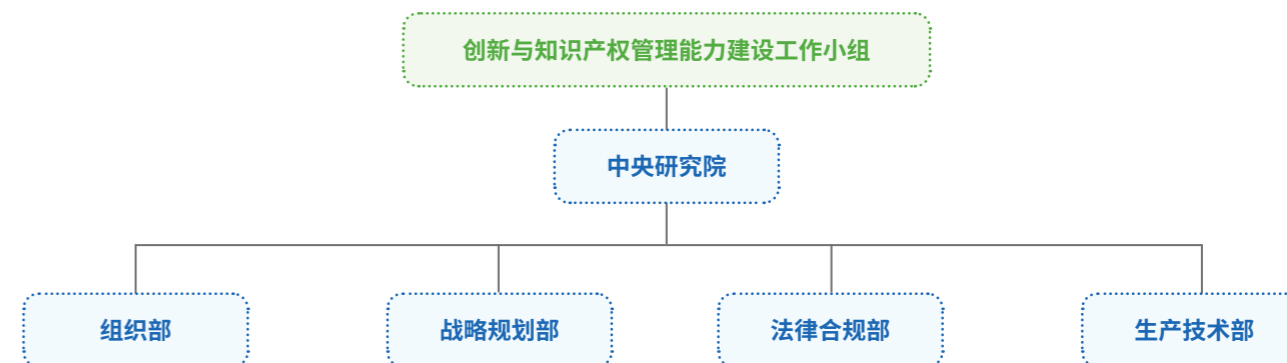 创新与知识产权管理能力建设工作小组
中央研究院
组织部
战略规划部
法律合规部
生产技术部